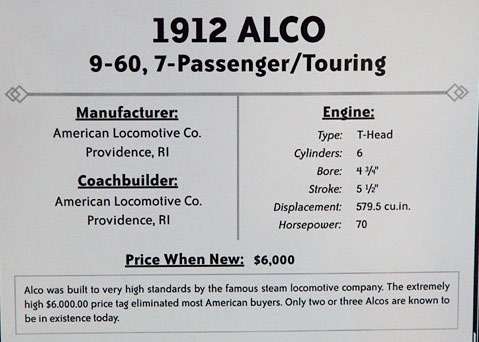 1912 ALCO
9-60, 7-Passenger/Touring
Manufacturer:
American Locomotive Co.
Providence, RI
Coachbuilder:
American Locomotive Co.
Providence, RI
Engine:
Type: T-Head
Cylinders: 6
Bore: 4 ¾"
Stroke: 5 ½"
Displacement: 579.5 cu.in.
Horsepower: 70
Price When New: $6,000
Alco was built to very high standards by the famous steam locomotive company. The extremely
high $6.000.00 price tag eliminated most American buyers. Only two or three Alcos are known to
be in existence today.